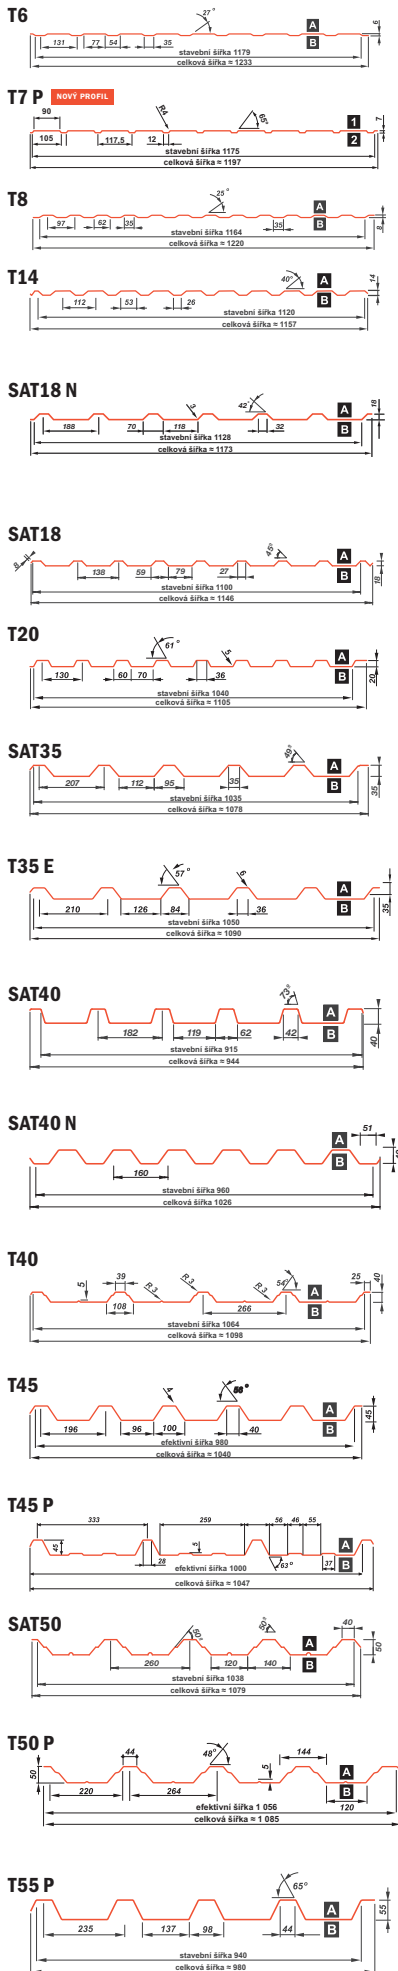 T6
27°
A
6
131 77 54 35
B
stavební šířka 1179
celková šířka ≈ 1233
T7 P NOVÝ PROFIL
90
R4
65°
1
7
105 117,5 12
2
stavební šířka 1175
celková šířka ≈ 1197
T8
25°
A
97 62 35 35
B
8
stavební šířka 1164
celková šířka ≈ 1220
T14
40°
A
14
112 53 26
B
stavební šířka 1120
celková šířka ≈ 1157
SAT18 N
3
42°
A
18
188 70 118 32
B
stavební šířka 1128
celková šířka ≈ 1173
SAT18
8
45°
A
138 59 79 27
B
18
stavební šířka 1100
celková šířka ≈ 1146
T20
61°
5
A
130 60 70 36
B
20
stavební šířka 1040
celková šířka ≈ 1105
SAT35
49°
A
207 112 95 35
B
35
stavební šířka 1035
celková šířka ≈ 1078
T35 E
57°
6
A
210 126 84 36
B
35
stavební šířka 1050
celková šířka ≈ 1090
SAT40
73°
A
182 119 62 42
B
40
stavební šířka 915
celková šířka ≈ 944
SAT40 N
51
A
160
B
stavební šířka 960
celková šířka ≈ 1026
T40
5
39
R 3
R 3
R 3
54°
A
25
40
108 266
B
stavební šířka 1064
celková šířka ≈ 1098
T45
4
56°
A
196 96 100 40
B
45
efektivní šířka 980
celková šířka ≈ 1040
T45 P
333 259 56 46 55
45
5
A
28
63°
37
B
efektivní šířka 1000
celková šířka ≈ 1047
SAT50
50°
50°
40
A
50
260 120 140
B
stavební šířka 1038
celková šířka ≈ 1079
T50 P
44
48°
144
50
5
A
220 264
B
120
efektivní šířka 1 056
celková šířka ≈ 1 085
T55 P
65°
A
55
235 137 98 44
B
stavební šířka 940
celková šířka ≈ 980